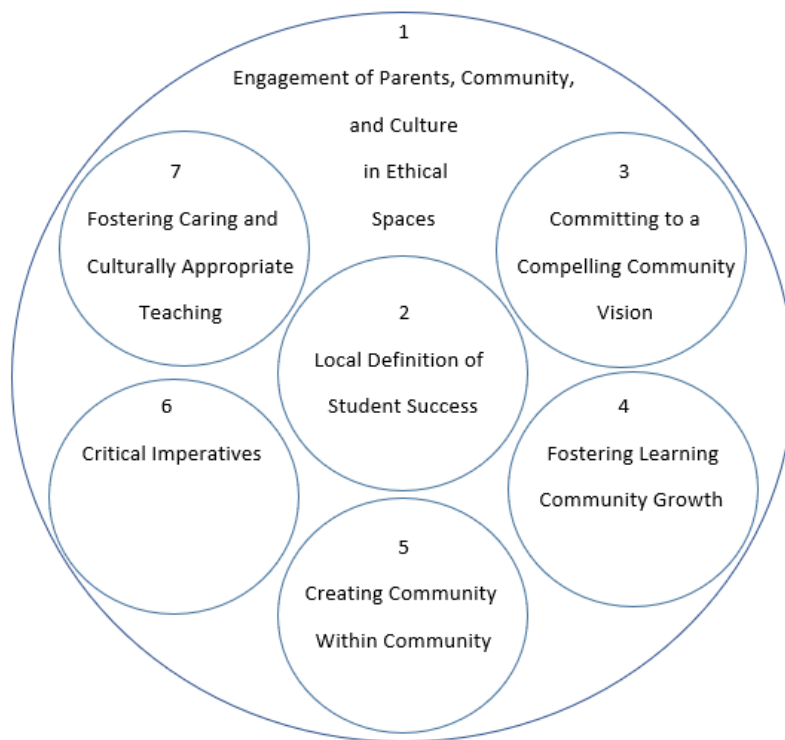 1
Engagement of Parents, Community,
and Culture
in Ethical
Spaces
2
Local Definition of
Student Success
3
Committing to a
Compelling Community
Vision
4
Fostering Learning
Community Growth
5
Creating Community
Within Community
6
Critical Imperatives
7
Fostering Caring and
Culturally Appropriate
Teaching